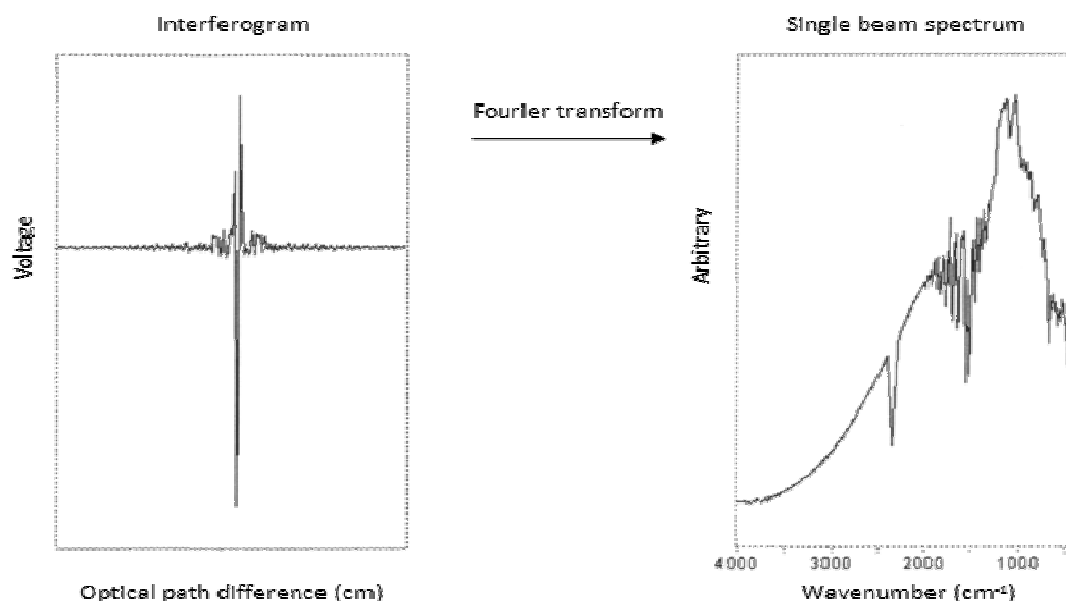 Interferogram
Single beam spectrum
Fourier transform
Voltage
Arbitrary
4000 3000 2000 1000
Optical path difference (cm)
Wavenumber (cm⁻¹)